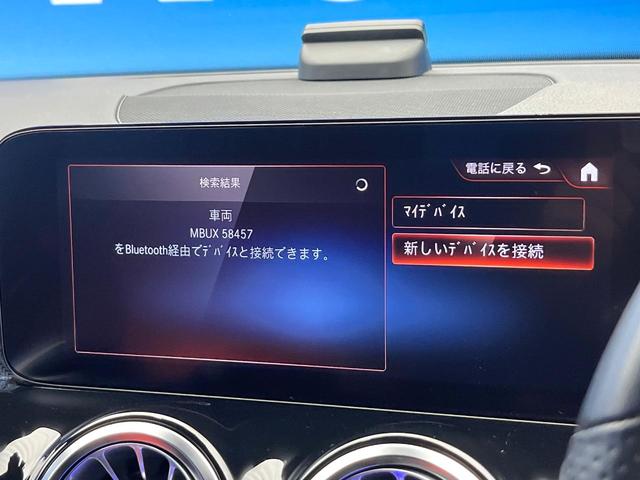 検索結果
車両
MBUX 58457
をBluetooth経由でﾃﾞﾊﾞｲｽと接続できます。
電話に戻る
ﾏｲﾃﾞﾊﾞｲｽ
新しいﾃﾞﾊﾞｲｽを接続